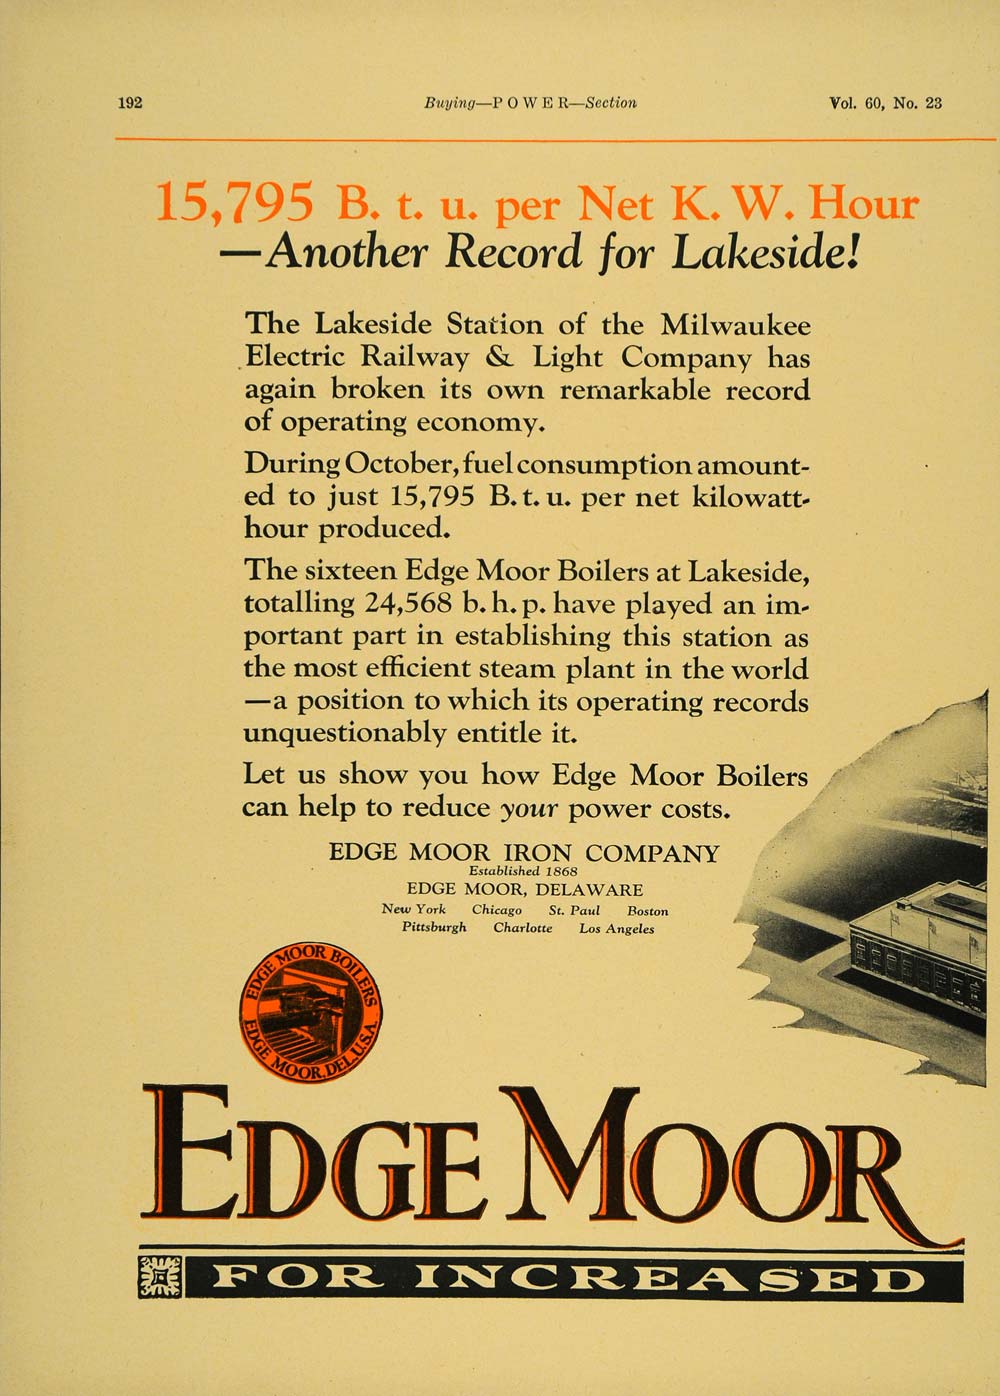 192
Buying—P O W E R—Section
Vol. 60, No. 23
15,795 B. t. u. per Net K. W. Hour
—Another Record for Lakeside!
The Lakeside Station of the Milwaukee
Electric Railway & Light Company has
again broken its own remarkable record
of operating economy.
During October, fuel consumption amount-
ed to just 15,795 B. t. u. per net kilowatt-
hour produced.
The sixteen Edge Moor Boilers at Lakeside,
totalling 24,568 b. h. p. have played an im-
portant part in establishing this station as
the most efficient steam plant in the world
—a position to which its operating records
unquestionably entitle it.
Let us show you how Edge Moor Boilers
can help to reduce your power costs.
EDGE MOOR IRON COMPANY
Established 1868
EDGE MOOR, DELAWARE
New York Chicago St. Paul Boston
Pittsburgh Charlotte Los Angeles
EDGE MOOR BOILERS
EDGE MOOR, DEL. U.S.A.
EDGE MOOR
FOR INCREASED